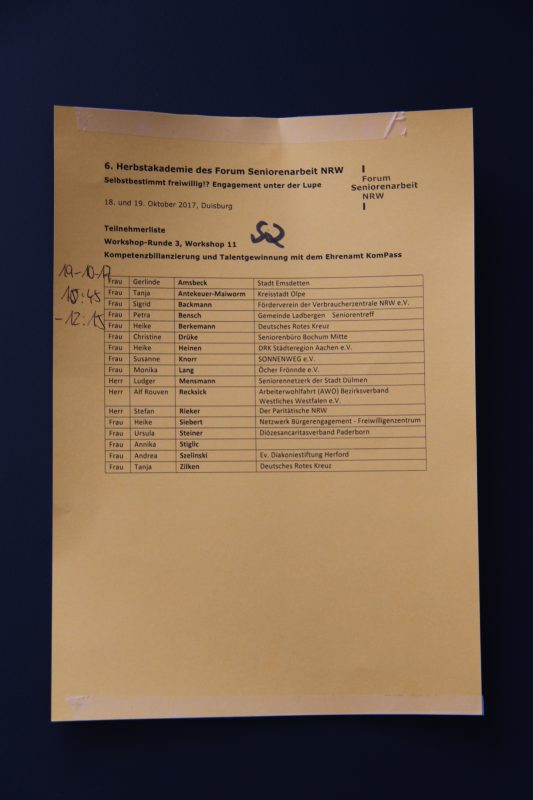 6. Herbstakademie des Forum Seniorenarbeit NRW
Selbstbestimmt freiwillig!? Engagement unter der Lupe
18. und 19. Oktober 2017, Duisburg
Forum
Seniorenarbeit
NRW
Teilnehmerliste
Workshop-Runde 3, Workshop 11
Kompetenzbillanzierung und Talentgewinnung mit dem Ehrenamt KomPass
19-10-17
10:45
-12:15
Frau Gerlinde Amsbeck Stadt Emsdetten
Frau Tanja Antekeuer-Maiworm Kreisstadt Olpe
Frau Sigrid Backmann Förderverein der Verbraucherzentrale NRW e.V.
Frau Petra Bensch Gemeinde Ladbergen Seniorentreff
Frau Heike Berkemann Deutsches Rotes Kreuz
Frau Christine Drüke Seniorenbüro Bochum Mitte
Frau Heike Heinen DRK Städteregion Aachen e.V.
Frau Susanne Knorr SONNENWEG e.V.
Frau Monika Lang Öcher Frönnde e.V.
Herr Ludger Mensmann Seniorennetzerk der Stadt Dülmen
Herr Alf Rouven Recksick Arbeiterwohlfahrt (AWO) Bezirksverband
Westliches Westfalen e.V.
Herr Stefan Rieker Der Paritätische NRW
Frau Heike Siebert Netzwerk Bürgerengagement - Freiwilligenzentrum
Frau Ursula Steiner Diözesancaritasverband Paderborn
Frau Annika Stiglic
Frau Andrea Szelinski Ev. Diakoniestiftung Herford
Frau Tanja Zilken Deutsches Rotes Kreuz